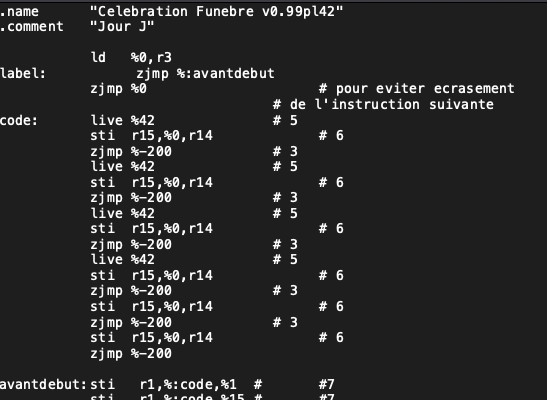 .name "Celebration Funebre v0.99pl42"
.comment "Jour J"
ld %0,r3
label: zjmp %:avantdebut
zjmp %0 # pour eviter ecrasement
# de l'instruction suivante
code: live %42 # 5
sti r15,%0,r14 # 6
zjmp %-200 # 3
live %42 # 5
sti r15,%0,r14 # 6
zjmp %-200 # 3
live %42 # 5
sti r15,%0,r14 # 6
zjmp %-200 # 3
live %42 # 5
sti r15,%0,r14 # 6
zjmp %-200 # 3
sti r15,%0,r14 # 6
zjmp %-200 # 3
sti r15,%0,r14 # 6
zjmp %-200
avantdebut: sti r1,%:code,%1 # #7
sti r1,%:code,%15 # #7